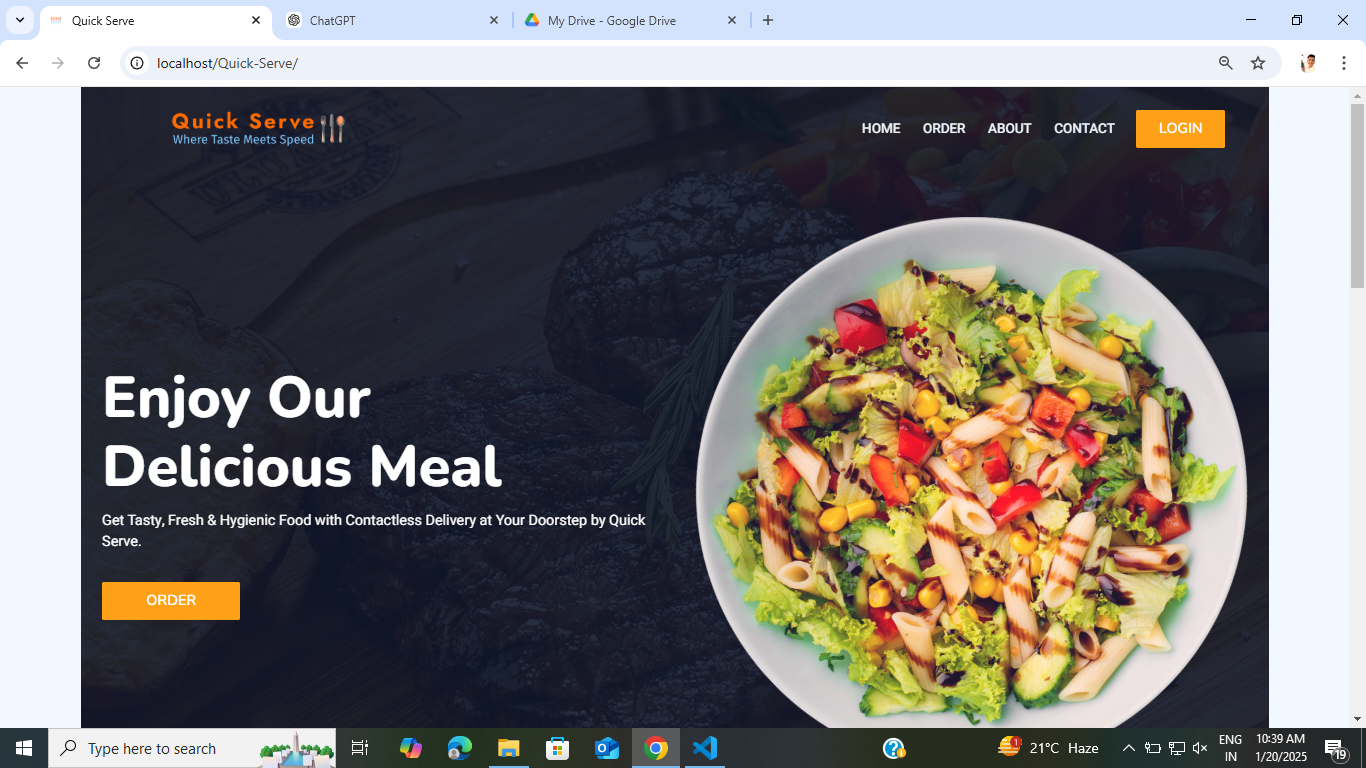 Quick Serve
ChatGPT
My Drive - Google Drive
localhost/Quick-Serve/
Quick Serve
Where Taste Meets Speed
HOME ORDER ABOUT CONTACT LOGIN
Enjoy Our
Delicious Meal
Get Tasty, Fresh & Hygienic Food with Contactless Delivery at Your Doorstep by Quick
Serve.
ORDER
Type here to search
1
21°C Haze
ENG
IN
10:39 AM
1/20/2025
19